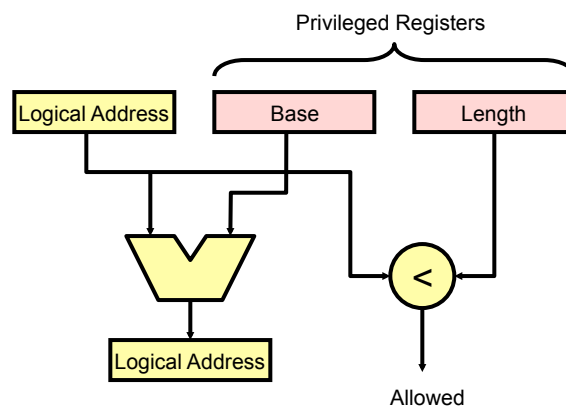 Privileged Registers
Logical Address
Base
Length
<
Logical Address
Allowed